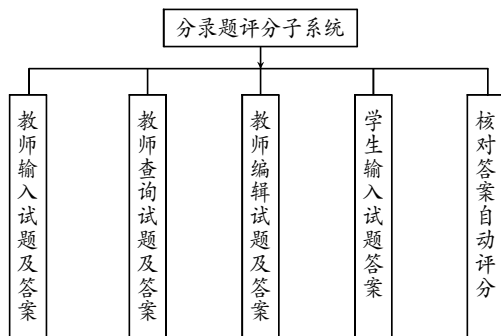 分录题评分子系统
教师输入试题及答案
教师查询试题及答案
教师编辑试题及答案
学生输入试题答案
核对答案自动评分